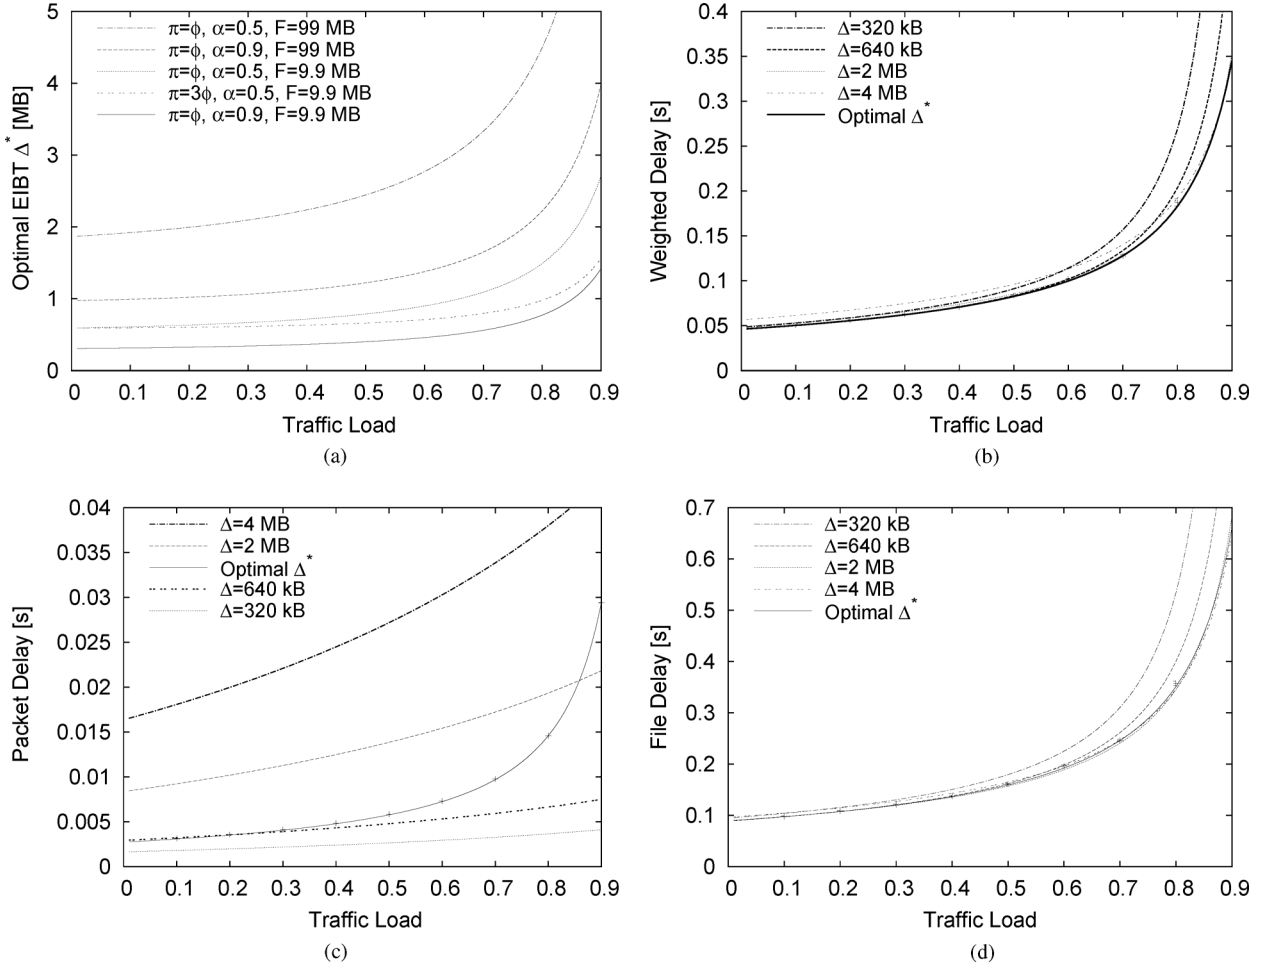 5
4
3
2
1
0
Optimal EIBT Δ* [MB]
π=ϕ, α=0.5, F=99 MB
π=ϕ, α=0.9, F=99 MB
π=ϕ, α=0.5, F=9.9 MB
π=3ϕ, α=0.5, F=9.9 MB
π=ϕ, α=0.9, F=9.9 MB
0 0.1 0.2 0.3 0.4 0.5 0.6 0.7 0.8 0.9
Traffic Load
(a)
0.4
0.35
0.3
0.25
0.2
0.15
0.1
0.05
0
Weighted Delay [s]
Δ=320 kB
Δ=640 kB
Δ=2 MB
Δ=4 MB
Optimal Δ*
0 0.1 0.2 0.3 0.4 0.5 0.6 0.7 0.8 0.9
Traffic Load
(b)
0.04
0.035
0.03
0.025
0.02
0.015
0.01
0.005
0
Packet Delay [s]
Δ=4 MB
Δ=2 MB
Optimal Δ*
Δ=640 kB
Δ=320 kB
0 0.1 0.2 0.3 0.4 0.5 0.6 0.7 0.8 0.9
Traffic Load
(c)
0.7
0.6
0.5
0.4
0.3
0.2
0.1
0
File Delay [s]
Δ=320 kB
Δ=640 kB
Δ=2 MB
Δ=4 MB
Optimal Δ*
0 0.1 0.2 0.3 0.4 0.5 0.6 0.7 0.8 0.9
Traffic Load
(d)